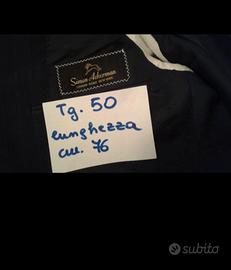 Simon Ackerman
Tg. 50
lunghezza
cm. 76
subito